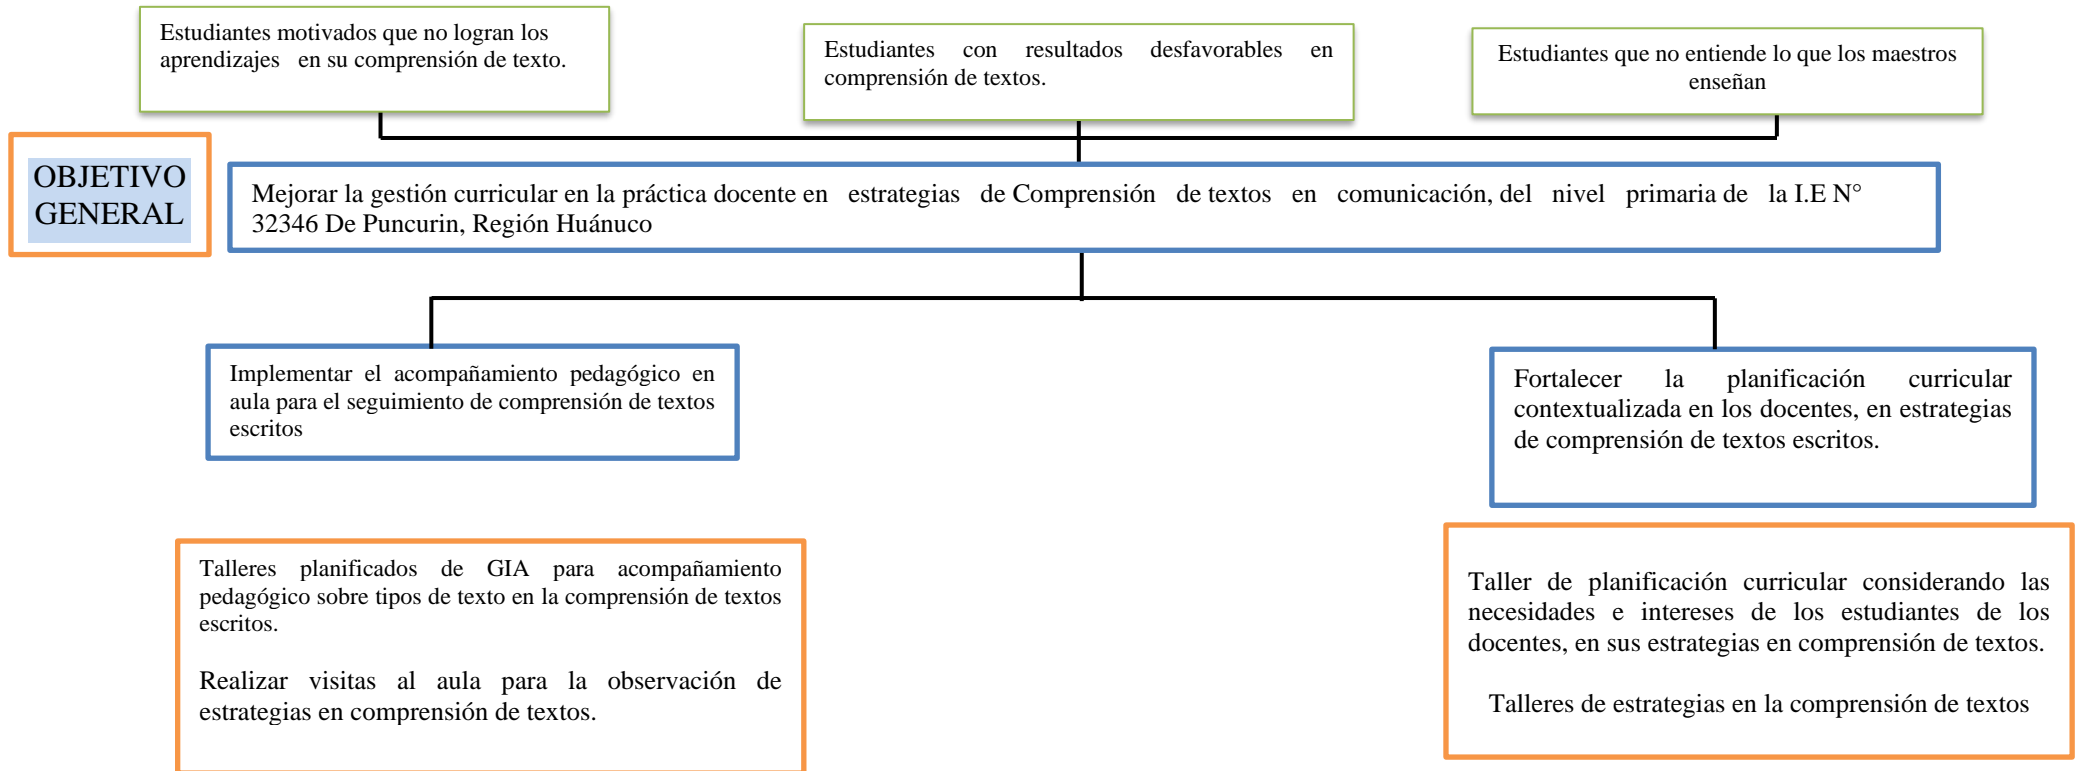 Estudiantes motivados que no logran los
aprendizajes en su comprensión de texto.
Estudiantes con resultados desfavorables en
comprensión de textos.
Estudiantes que no entiende lo que los maestros
enseñan
OBJETIVO
GENERAL
Mejorar la gestión curricular en la práctica docente en estrategias de Comprensión de textos en comunicación, del nivel primaria de la I.E N°
32346 De Puncurin, Región Huánuco
Implementar el acompañamiento pedagógico en
aula para el seguimiento de comprensión de textos
escritos
Fortalecer la planificación curricular
contextualizada en los docentes, en estrategias
de comprensión de textos escritos.
Talleres planificados de GIA para acompañamiento
pedagógico sobre tipos de texto en la comprensión de textos
escritos.
Realizar visitas al aula para la observación de
estrategias en comprensión de textos.
Taller de planificación curricular considerando las
necesidades e intereses de los estudiantes de los
docentes, en sus estrategias en comprensión de textos.
Talleres de estrategias en la comprensión de textos